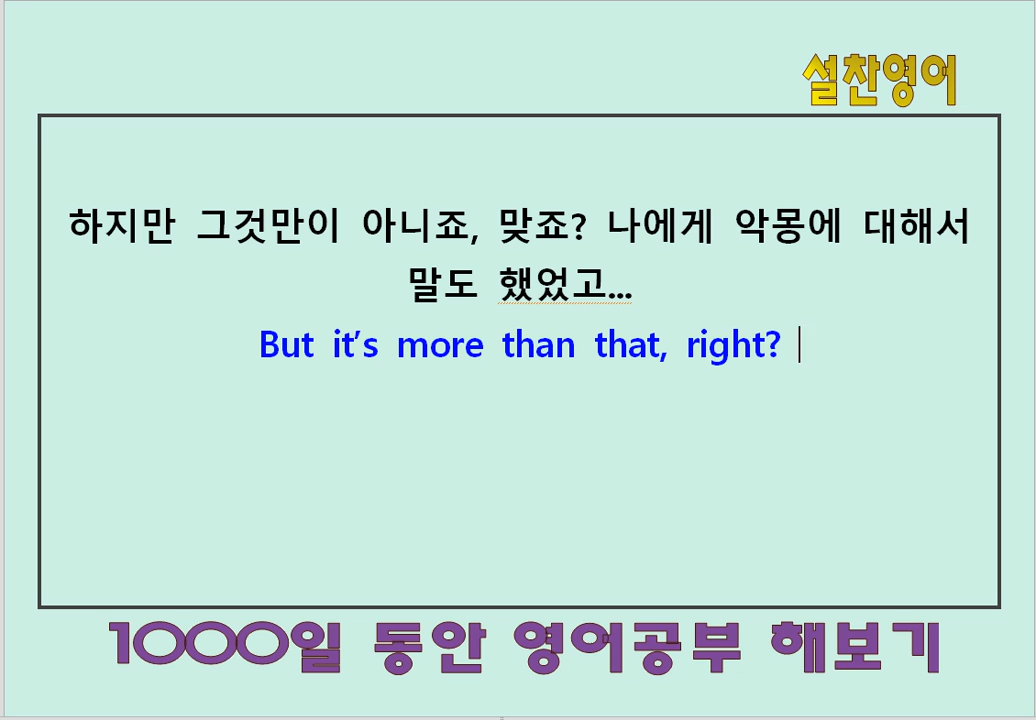 설찬영어
하지만 그것만이 아니죠, 맞죠? 나에게 악몽에 대해서
말도 했었고...
But it's more than that, right?
1000일 동안 영어공부 해보기